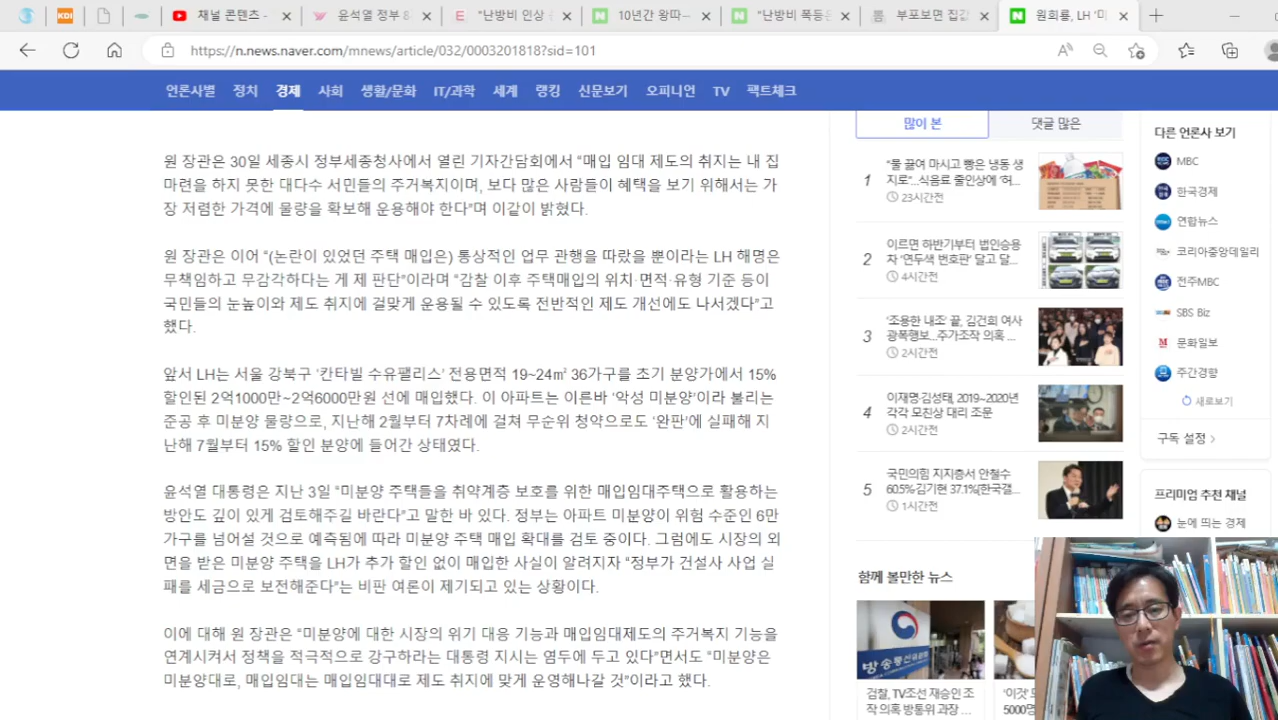 채널 콘텐츠 -
윤석열 정부 8
"난방비 인상
10년간 왕따
"난방비 폭등
부포보면 집값
원희룡, LH '미
KDI
https://n.news.naver.com/mnews/article/032/0003201818?sid=101
언론사별 정치 경제 사회 생활/문화 IT/과학 세계 랭킹 신문보기 오피니언 TV 팩트체크
원 장관은 30일 세종시 정부세종청사에서 열린 기자간담회에서 “매입 임대 제도의 취지는 내 집
마련을 하지 못한 대다수 서민들의 주거복지이며, 보다 많은 사람들이 혜택을 보기 위해서는 가
장 저렴한 가격에 물량을 확보해 운용해야 한다”며 이같이 밝혔다.
원 장관은 이어 “(논란이 있었던 주택 매입은) 통상적인 업무 관행을 따랐을 뿐이라는 LH 해명은
무책임하고 무감각하다는 게 제 판단”이라며 “감찰 이후 주택매입의 위치·면적·유형 기준 등이
국민들의 눈높이와 제도 취지에 걸맞게 운용될 수 있도록 전반적인 제도 개선에도 나서겠다”고
했다.
앞서 LH는 서울 강북구 ‘칸타빌 수유팰리스’ 전용면적 19~24㎡ 36가구를 초기 분양가에서 15%
할인된 2억1000만~2억6000만원 선에 매입했다. 이 아파트는 이른바 ‘악성 미분양’이라 불리는
준공 후 미분양 물량으로, 지난해 2월부터 7차례에 걸쳐 무순위 청약으로도 ‘완판’에 실패해 지
난해 7월부터 15% 할인 분양에 들어간 상태였다.
윤석열 대통령은 지난 3일 “미분양 주택들을 취약계층 보호를 위한 매입임대주택으로 활용하는
방안도 깊이 있게 검토해주길 바란다”고 말한 바 있다. 정부는 아파트 미분양이 위험 수준인 6만
가구를 넘어설 것으로 예측됨에 따라 미분양 주택 매입 확대를 검토 중이다. 그럼에도 시장의 외
면을 받은 미분양 주택을 LH가 추가 할인 없이 매입한 사실이 알려지자 “정부가 건설사 사업 실
패를 세금으로 보전해준다”는 비판 여론이 제기되고 있는 상황이다.
이에 대해 원 장관은 “미분양에 대한 시장의 위기 대응 기능과 매입임대제도의 주거복지 기능을
연계시켜서 정책을 적극적으로 강구하라는 대통령 지시는 염두에 두고 있다”면서도 “미분양은
미분양대로, 매입임대는 매입임대대로 제도 취지에 맞게 운영해나갈 것”이라고 했다.
많이 본 댓글 많은
1
“물 끓여 마시고 빵은 냉동 생
지로”...식음료 줄인상에 ‘허...
23시간전
2
이르면 하반기부터 법인승용
차 ‘연두색 번호판’ 달고 달...
4시간전
3
‘조용한 내조’ 끝, 김건희 여사
광폭행보...주가조작 의혹 ...
2시간전
4
이재명·김성태, 2019~2020년
각각 모친상 대리 조문
2시간전
5
국민의힘 지지층서 안철수
60.5% 김기현 37.1%(한국갤...
1시간전
함께 볼만한 뉴스
방송통신위원회
검찰, TV조선 재승인 조
작 의혹 방통위 과장 ...
‘이것’
5000명
다른 언론사 보기
MBC
한국경제
연합뉴스
코리아중앙데일리
전주MBC
SBS Biz
문화일보
주간경향
새로보기
구독 설정
프리미엄 추천 채널
눈에 띄는 경제